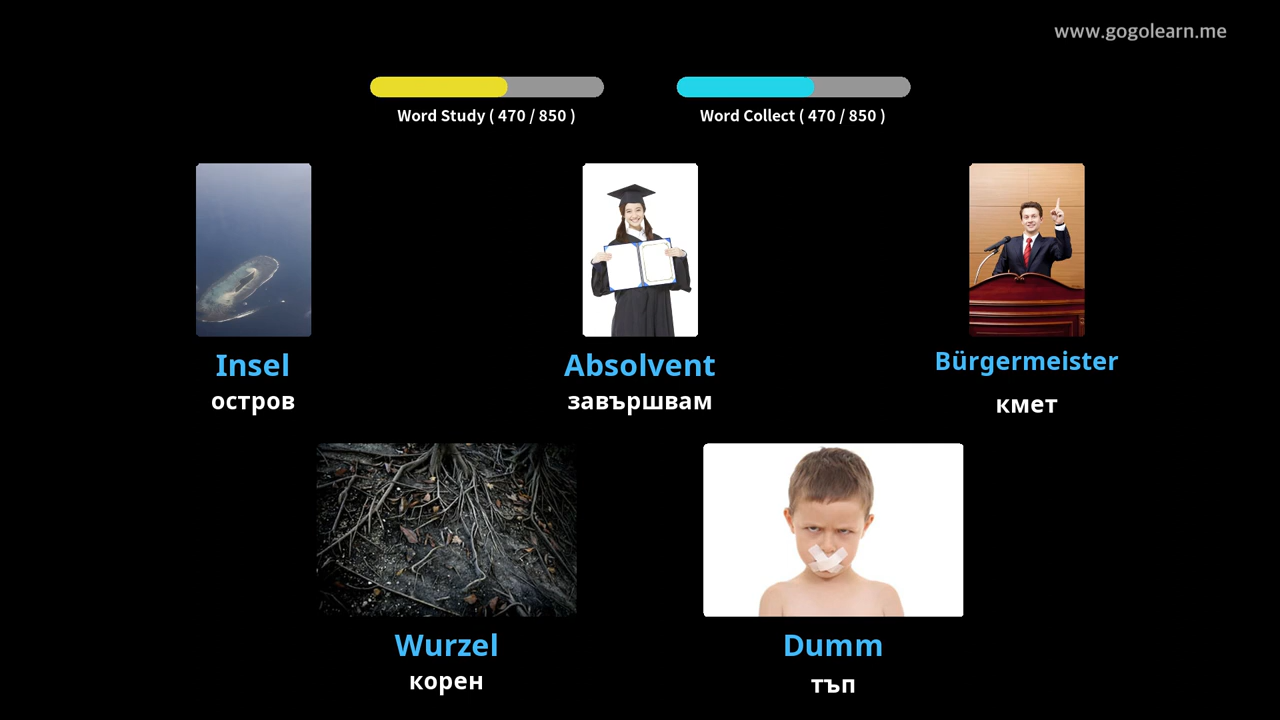 www.gogolearn.me
Word Study ( 470 / 850 )
Word Collect ( 470 / 850 )
Insel
остров
Absolvent
завършвам
Bürgermeister
кмет
Wurzel
корен
Dumm
тъп